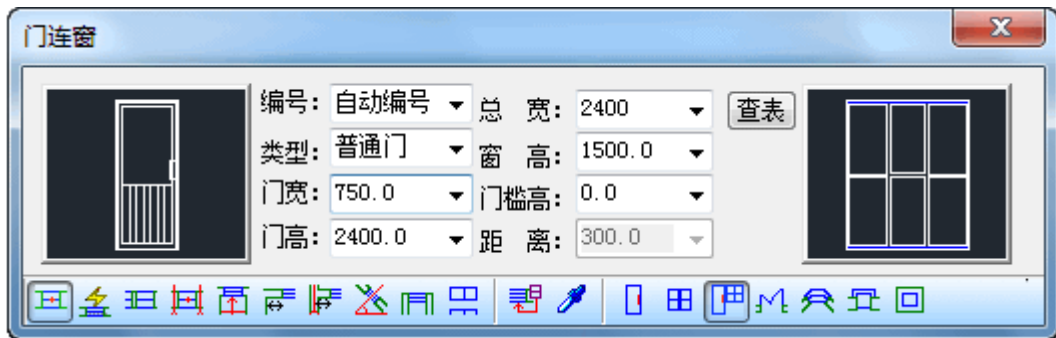 门连窗
编号: 自动编号 总 宽: 2400 查表
类型: 普通门 窗 高: 1500.0
门宽: 750.0 门槛高: 0.0
门高: 2400.0 距 离: 300.0